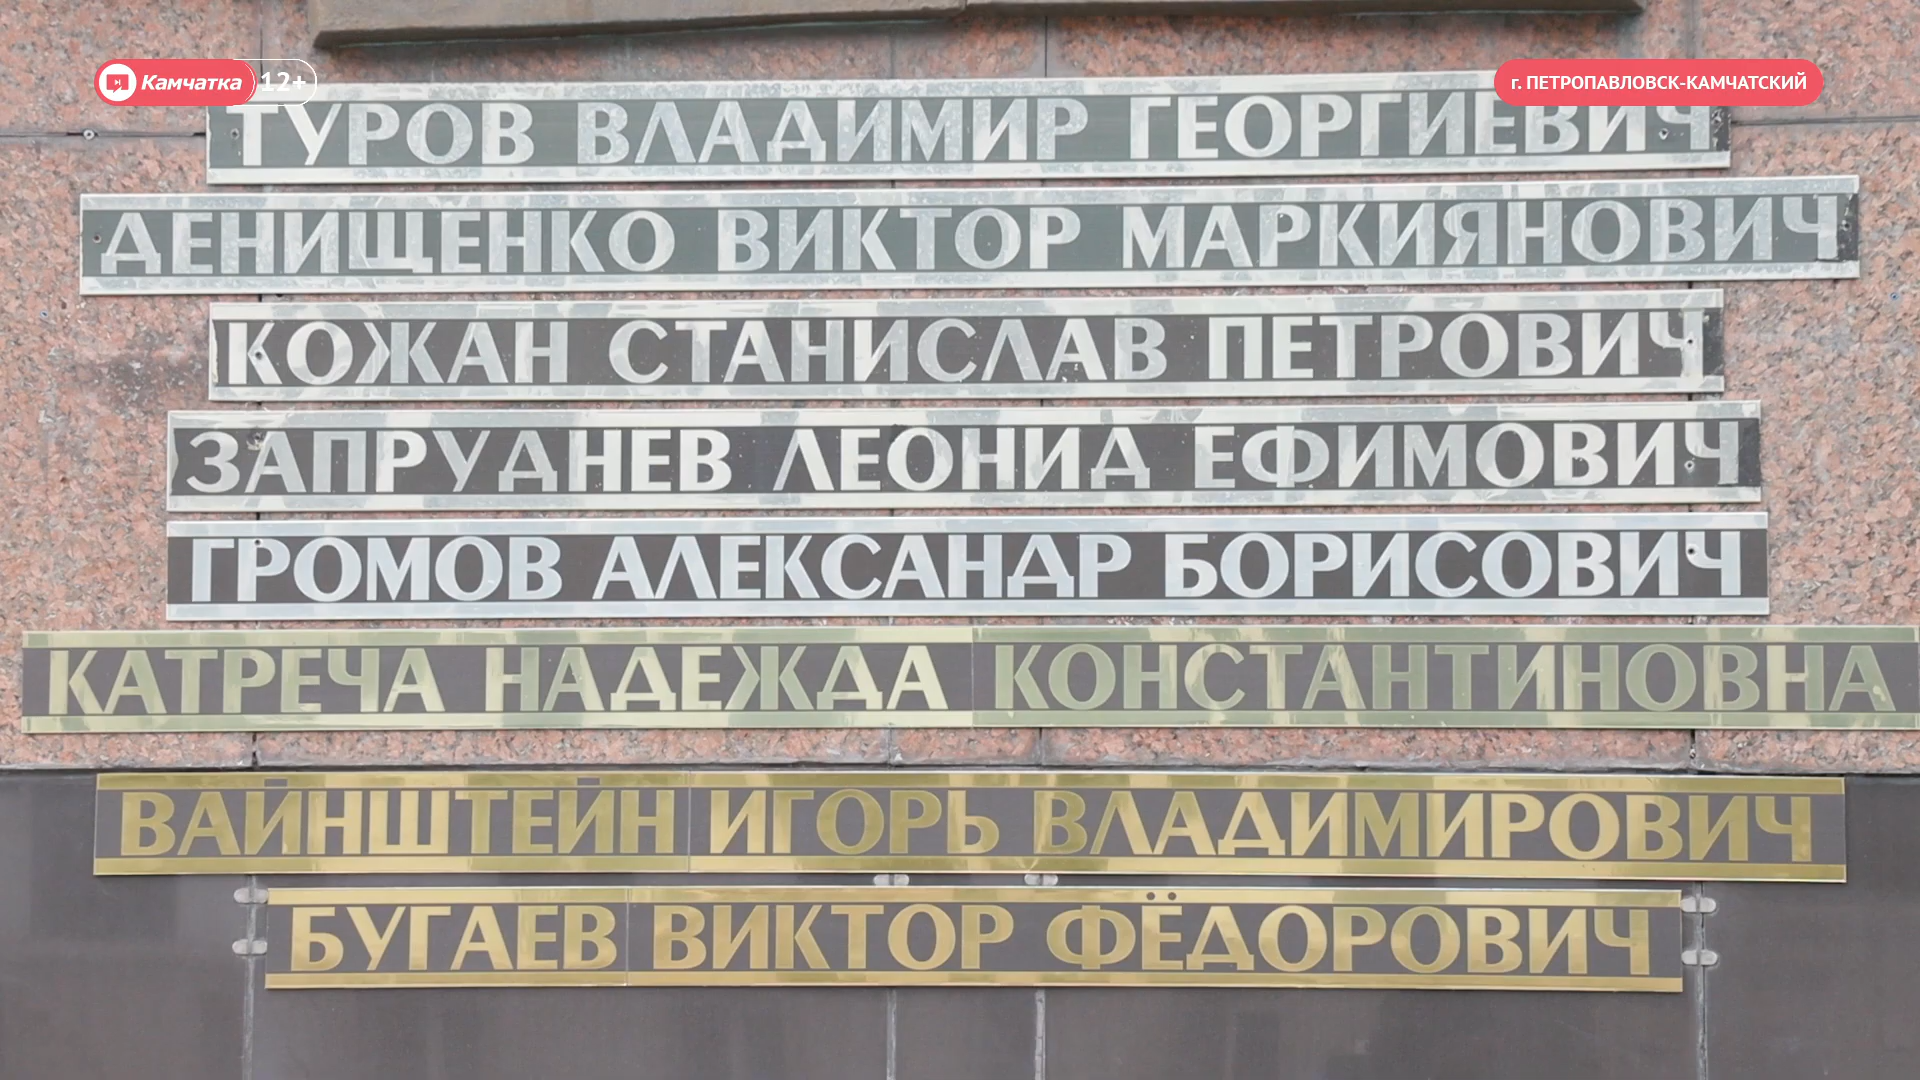 Камчатка 12+
г. ПЕТРОПАВЛОВСК-КАМЧАТСКИЙ
ТУРОВ ВЛАДИМИР ГЕОРГИЕВИЧ
ДЕНИЩЕНКО ВИКТОР МАРКИЯНОВИЧ
КОЖАН СТАНИСЛАВ ПЕТРОВИЧ
ЗАПРУДНЕВ ЛЕОНИД ЕФИМОВИЧ
ГРОМОВ АЛЕКСАНДР БОРИСОВИЧ
КАТРЕЧА НАДЕЖДА КОНСТАНТИНОВНА
ВАЙНШТЕЙН ИГОРЬ ВЛАДИМИРОВИЧ
БУГАЕВ ВИКТОР ФЁДОРОВИЧ